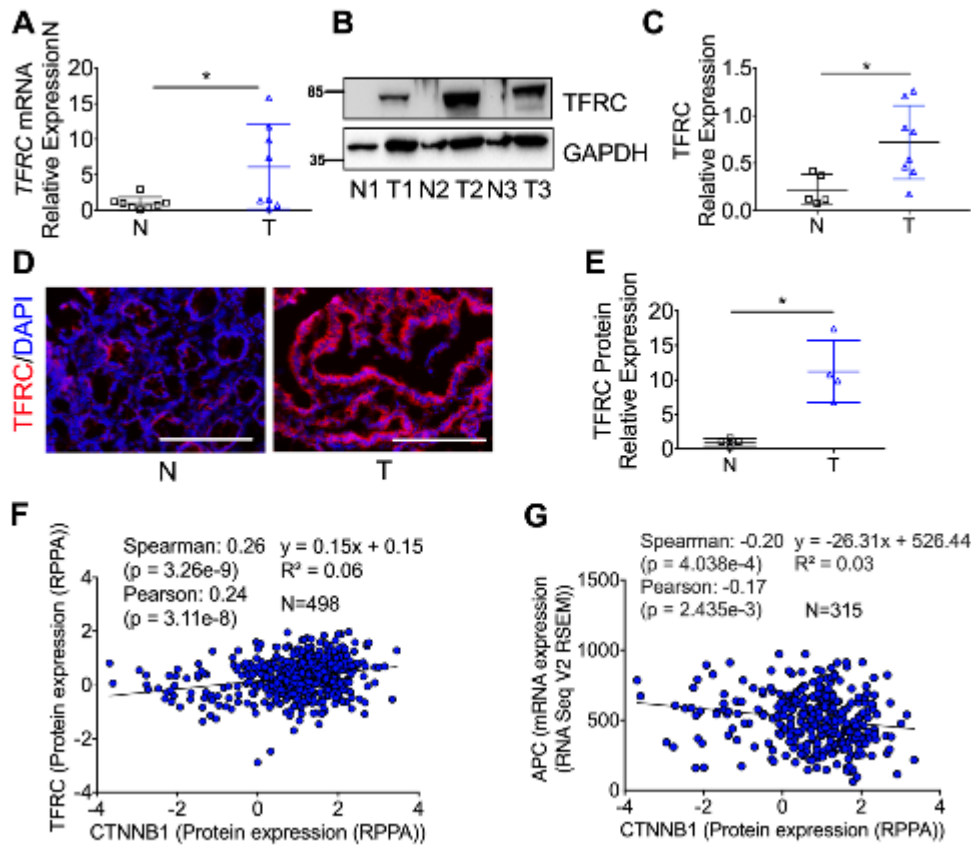 A
TFRC mRNA
Relative ExpressionN
20
15
10
5
0
*
N
T
B
85
35
TFRC
GAPDH
N1 T1 N2 T2 N3 T3
C
TFRC
Relative Expression
1.5
1.0
0.5
0.0
*
N
T
D
TFRC/DAPI
N
T
E
TFRC Protein
Relative Expression
20
15
10
5
0
*
N
T
F
Spearman: 0.26
(p = 3.26e-9)
Pearson: 0.24
(p = 3.11e-8)
y = 0.15x + 0.15
R² = 0.06
N=498
TFRC (Protein expression (RPPA))
4
2
0
-2
-4
-4 -2 0 2 4
CTNNB1 (Protein expression (RPPA))
G
Spearman: -0.20
(p = 4.038e-4)
Pearson: -0.17
(p = 2.435e-3)
y = -26.31x + 526.44
R² = 0.03
N=315
APC (mRNA expression
(RNA Seq V2 RSEM))
1500
1000
500
0
-4 -2 0 2 4
CTNNB1 (Protein expression (RPPA))